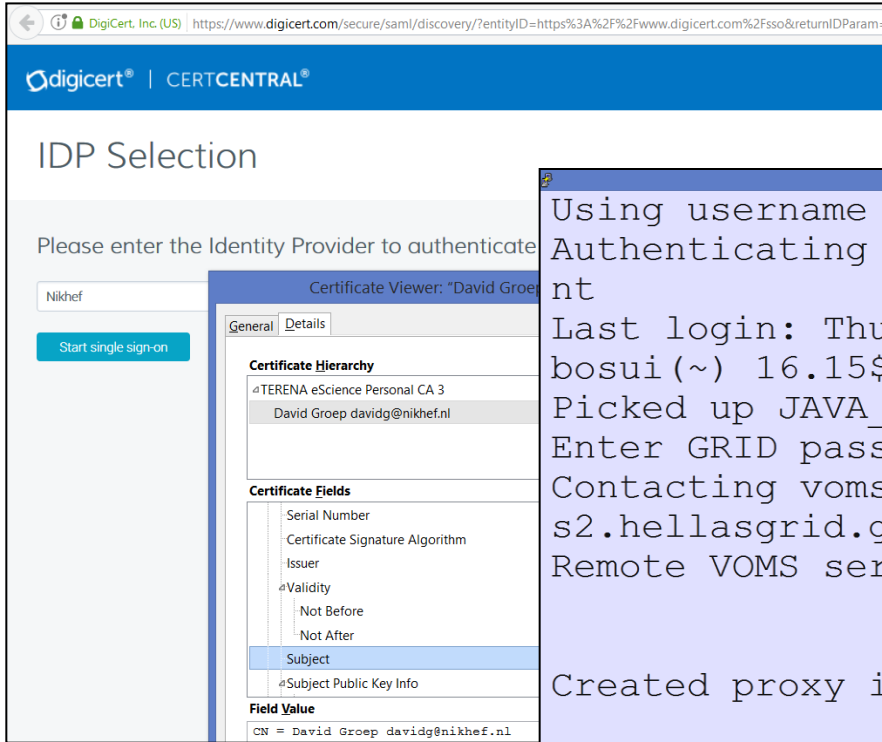 DigiCert, Inc. (US) https://www.digicert.com/secure/saml/discovery/?entityID=https%3A%2F%2Fwww.digicert.com%2Fsso&returnIDParam=
digicert® | CERTCENTRAL®
IDP Selection
Please enter the Identity Provider to authenticate
Nikhef
Start single sign-on
Certificate Viewer: "David Groep
General Details
Certificate Hierarchy
TERENA eScience Personal CA 3
David Groep davidg@nikhef.nl
Certificate Fields
Serial Number
Certificate Signature Algorithm
Issuer
Validity
Not Before
Not After
Subject
Subject Public Key Info
Field Value
CN = David Groep davidg@nikhef.nl
Using username
Authenticating
nt
Last login: Thu
bosui(~) 16.15$
Picked up JAVA_
Enter GRID pass
Contacting voms
s2.hellasgrid.g
Remote VOMS ser
Created proxy i